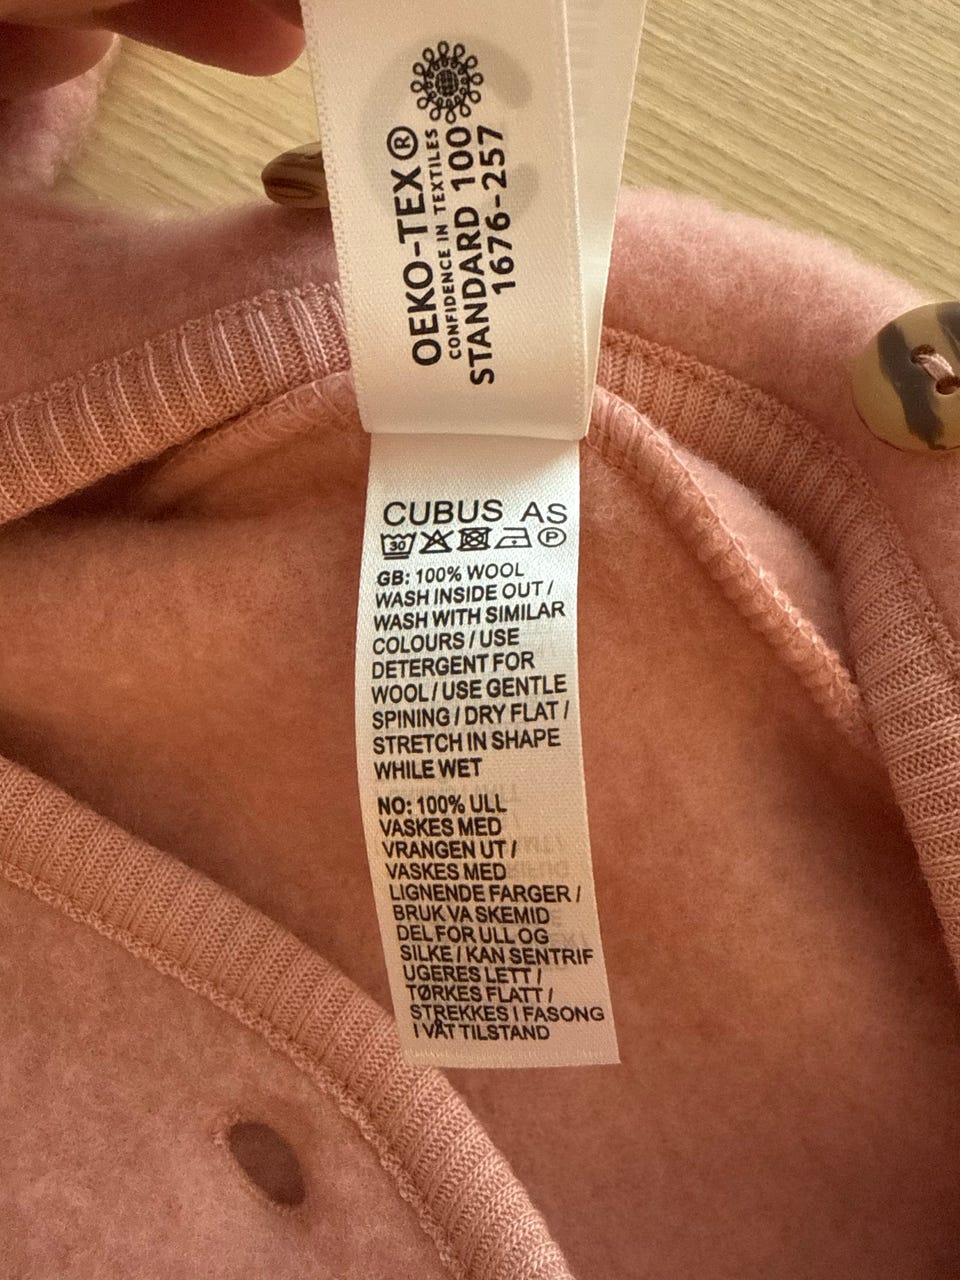 OEKO-TEX®
CONFIDENCE IN TEXTILES
STANDARD 100
1676-257
CUBUS AS
30 P
GB: 100% WOOL
WASH INSIDE OUT /
WASH WITH SIMILAR
COLOURS / USE
DETERGENT FOR
WOOL / USE GENTLE
SPINING / DRY FLAT /
STRETCH IN SHAPE
WHILE WET
NO: 100% ULL
VASKES MED
VRANGEN UT /
VASKES MED
LIGNENDE FARGER /
BRUK VA SKEMID
DEL FOR ULL OG
SILKE / KAN SENTRIF
UGERES LETT /
TØRKES FLATT /
STREKKES I FASONG
I VÅT TILSTAND